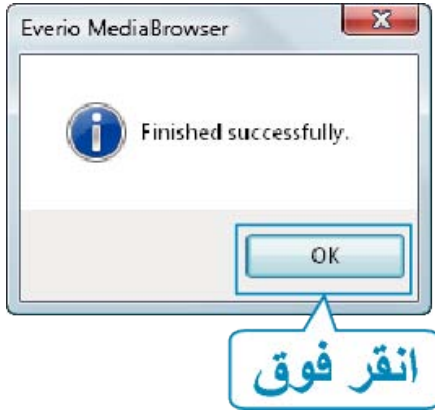 Everio MediaBrowser
Finished successfully.
OK
انقر فوق